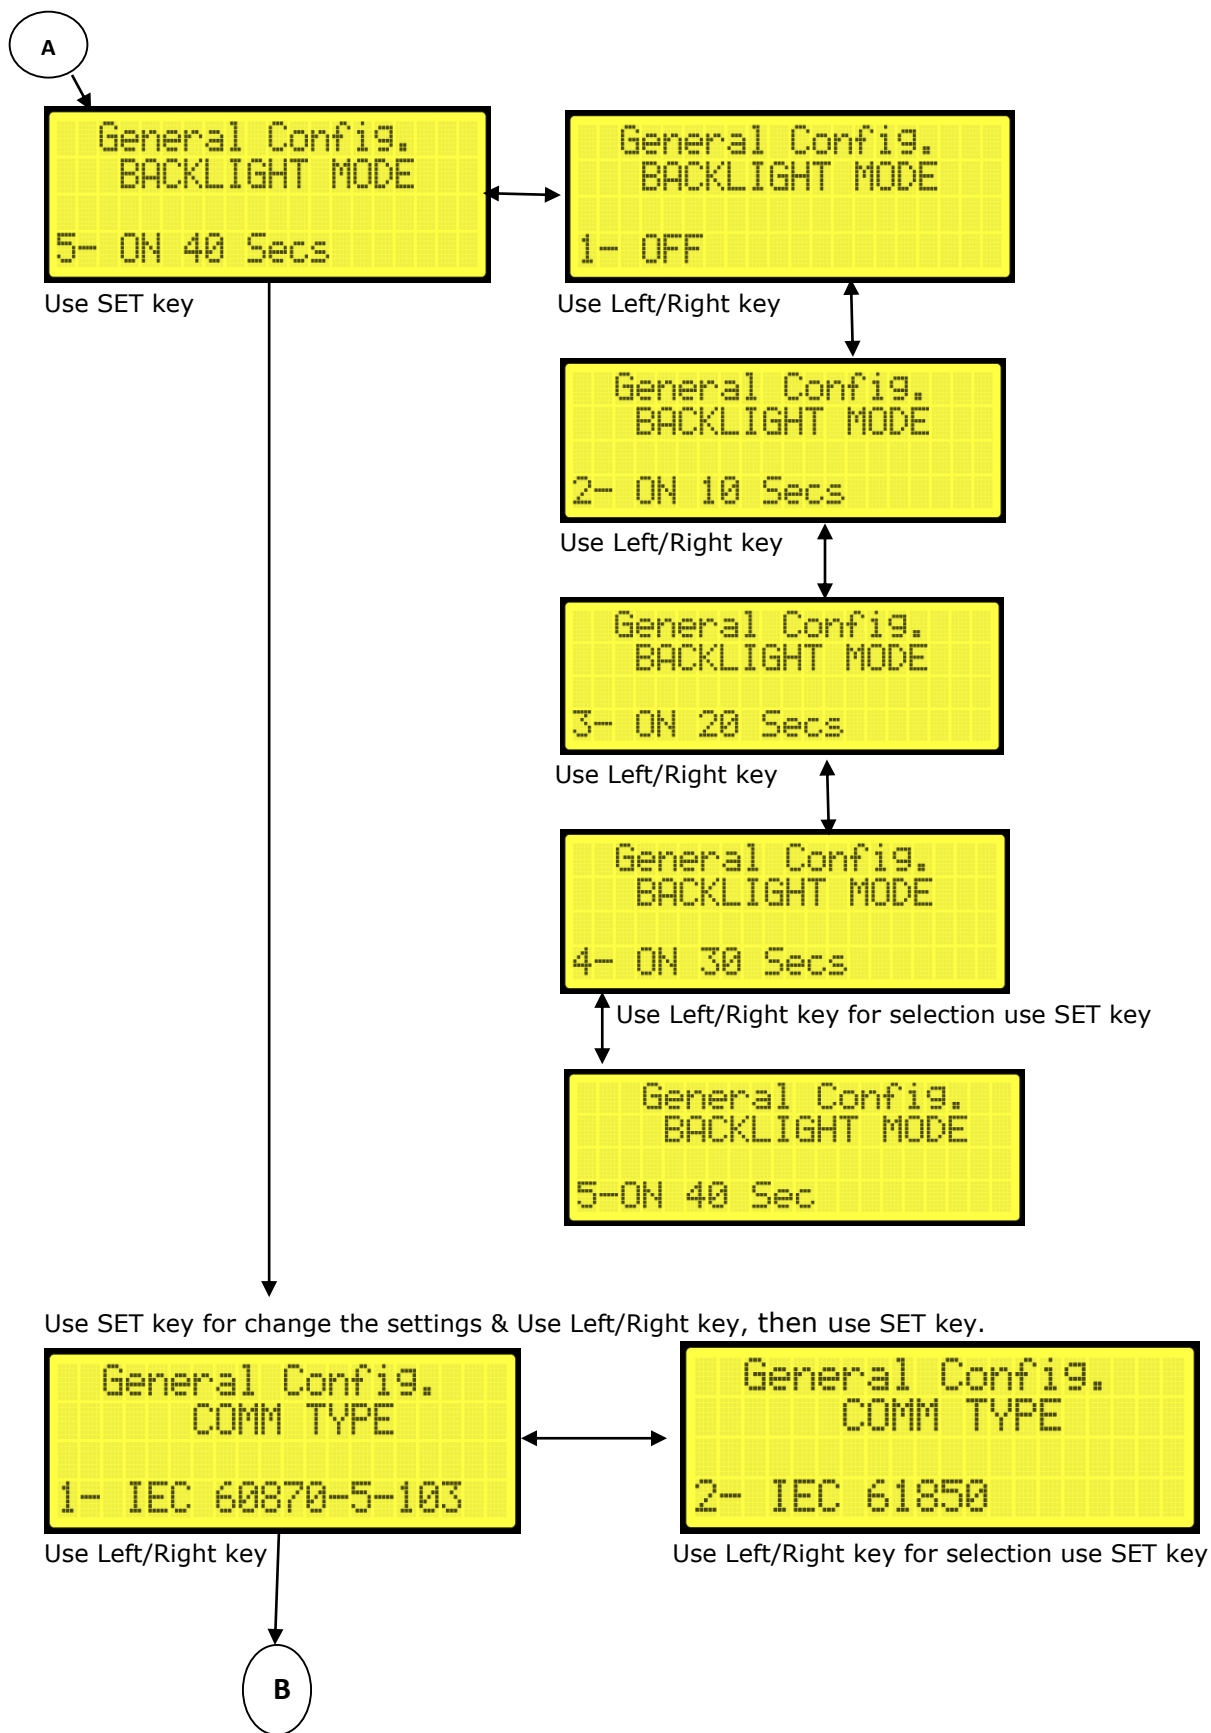 A
General Config.
BACKLIGHT MODE
5- ON 40 Secs
Use SET key
General Config.
BACKLIGHT MODE
1- OFF
Use Left/Right key
General Config.
BACKLIGHT MODE
2- ON 10 Secs
Use Left/Right key
General Config.
BACKLIGHT MODE
3- ON 20 Secs
Use Left/Right key
General Config.
BACKLIGHT MODE
4- ON 30 Secs
Use Left/Right key for selection use SET key
General Config.
BACKLIGHT MODE
5-ON 40 Sec
Use SET key for change the settings & Use Left/Right key, then use SET key.
General Config.
COMM TYPE
1- IEC 60870-5-103
Use Left/Right key
General Config.
COMM TYPE
2- IEC 61850
Use Left/Right key for selection use SET key
B